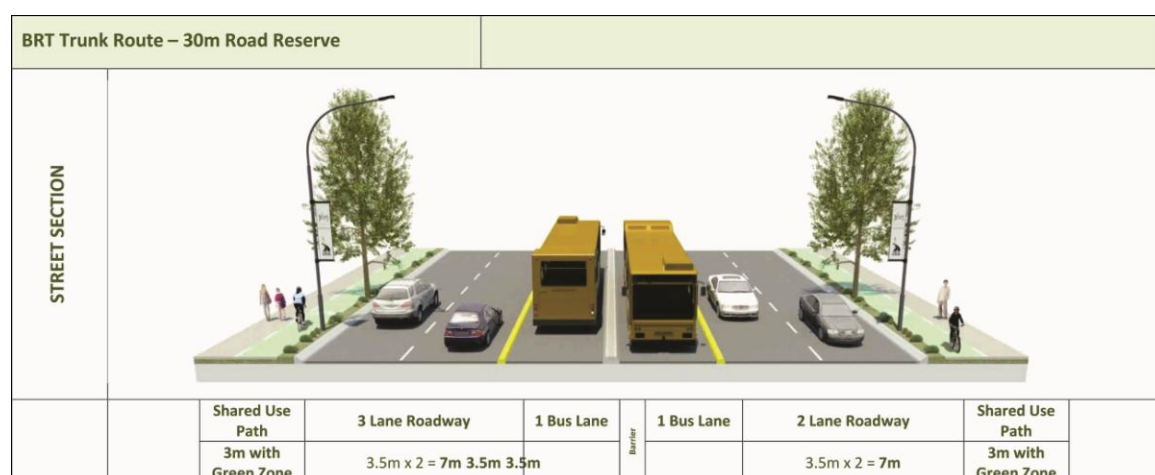 BRT Trunk Route – 30m Road Reserve
STREET SECTION
Shared Use
Path
3 Lane Roadway
1 Bus Lane
Barrier
1 Bus Lane
2 Lane Roadway
Shared Use
Path
3m with
Green Zone
3.5m x 2 = 7m 3.5m 3.5m
3.5m x 2 = 7m
3m with
Green Zone